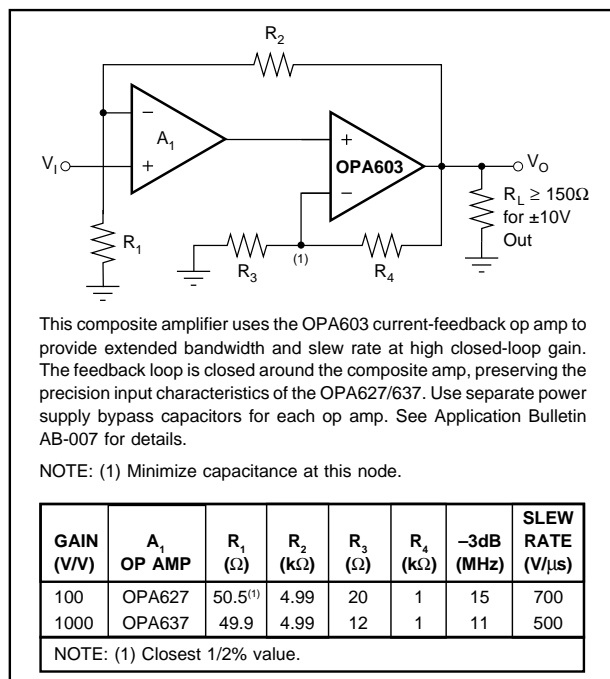 R2
A1
−
+
VI
R1
OPA603
+
−
VO
RL ≥ 150Ω
for ±10V
Out
R3
(1)
R4
This composite amplifier uses the OPA603 current-feedback op amp to
provide extended bandwidth and slew rate at high closed-loop gain.
The feedback loop is closed around the composite amp, preserving the
precision input characteristics of the OPA627/637. Use separate power
supply bypass capacitors for each op amp. See Application Bulletin
AB-007 for details.
NOTE: (1) Minimize capacitance at this node.
GAIN (V/V) A1 OP AMP R1 (Ω) R2 (kΩ) R3 (Ω) R4 (kΩ) –3dB (MHz) SLEW RATE (V/µs)
100 OPA627 50.5(1) 4.99 20 1 15 700
1000 OPA637 49.9 4.99 12 1 11 500
NOTE: (1) Closest 1/2% value.